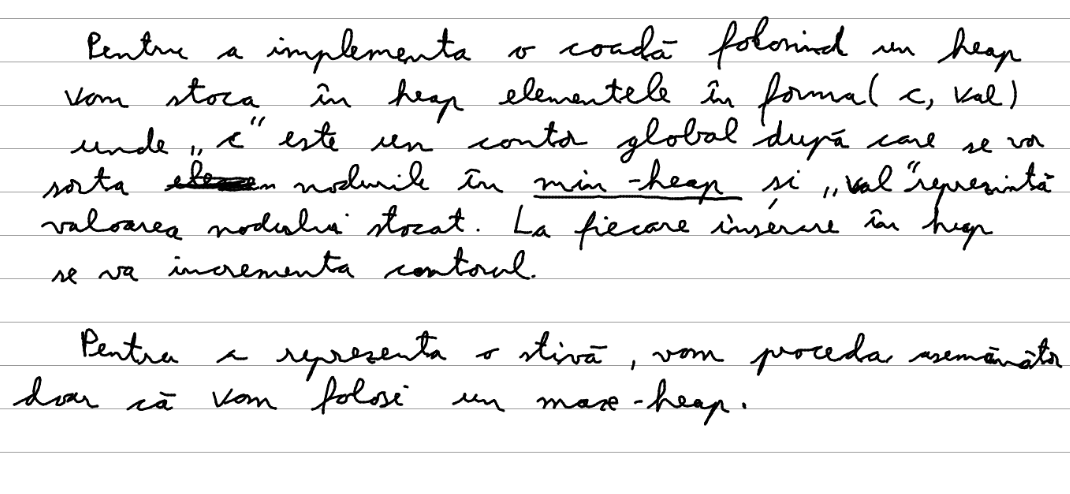 Pentru a implementa o coadă folosind un heap
vom stoca în heap elementele în forma( c, val)
unde „c" este un contor global după care se vor
sorta nodurile în min-heap și „val" reprezintă
valoarea nodului stocat. La fiecare inserare în heap
se va incrementa contorul.
Pentru a reprezenta o stivă, vom proceda asemănător
doar că vom folosi un max-heap.